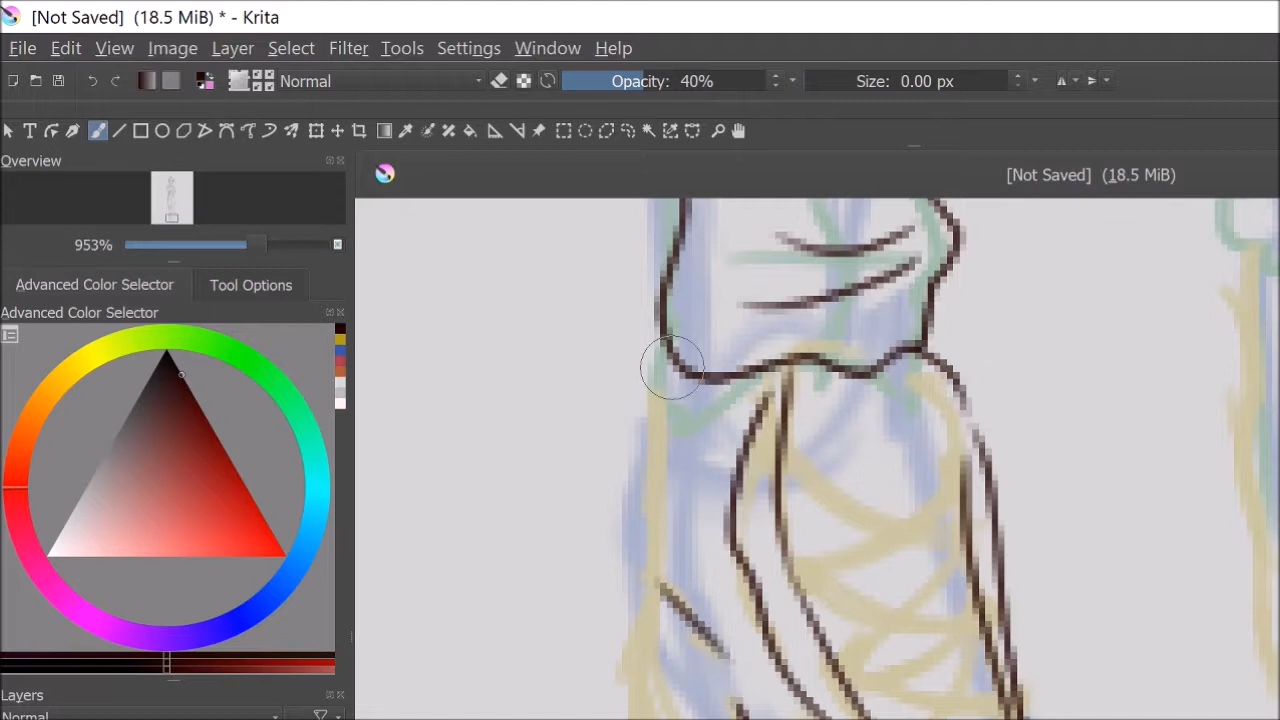 [Not Saved] (18.5 MiB) * - Krita
File Edit View Image Layer Select Filter Tools Settings Window Help
Normal Opacity: 40% Size: 0.00 px
Overview
[Not Saved] (18.5 MiB)
953%
Advanced Color Selector Tool Options
Advanced Color Selector
Layers
Normal